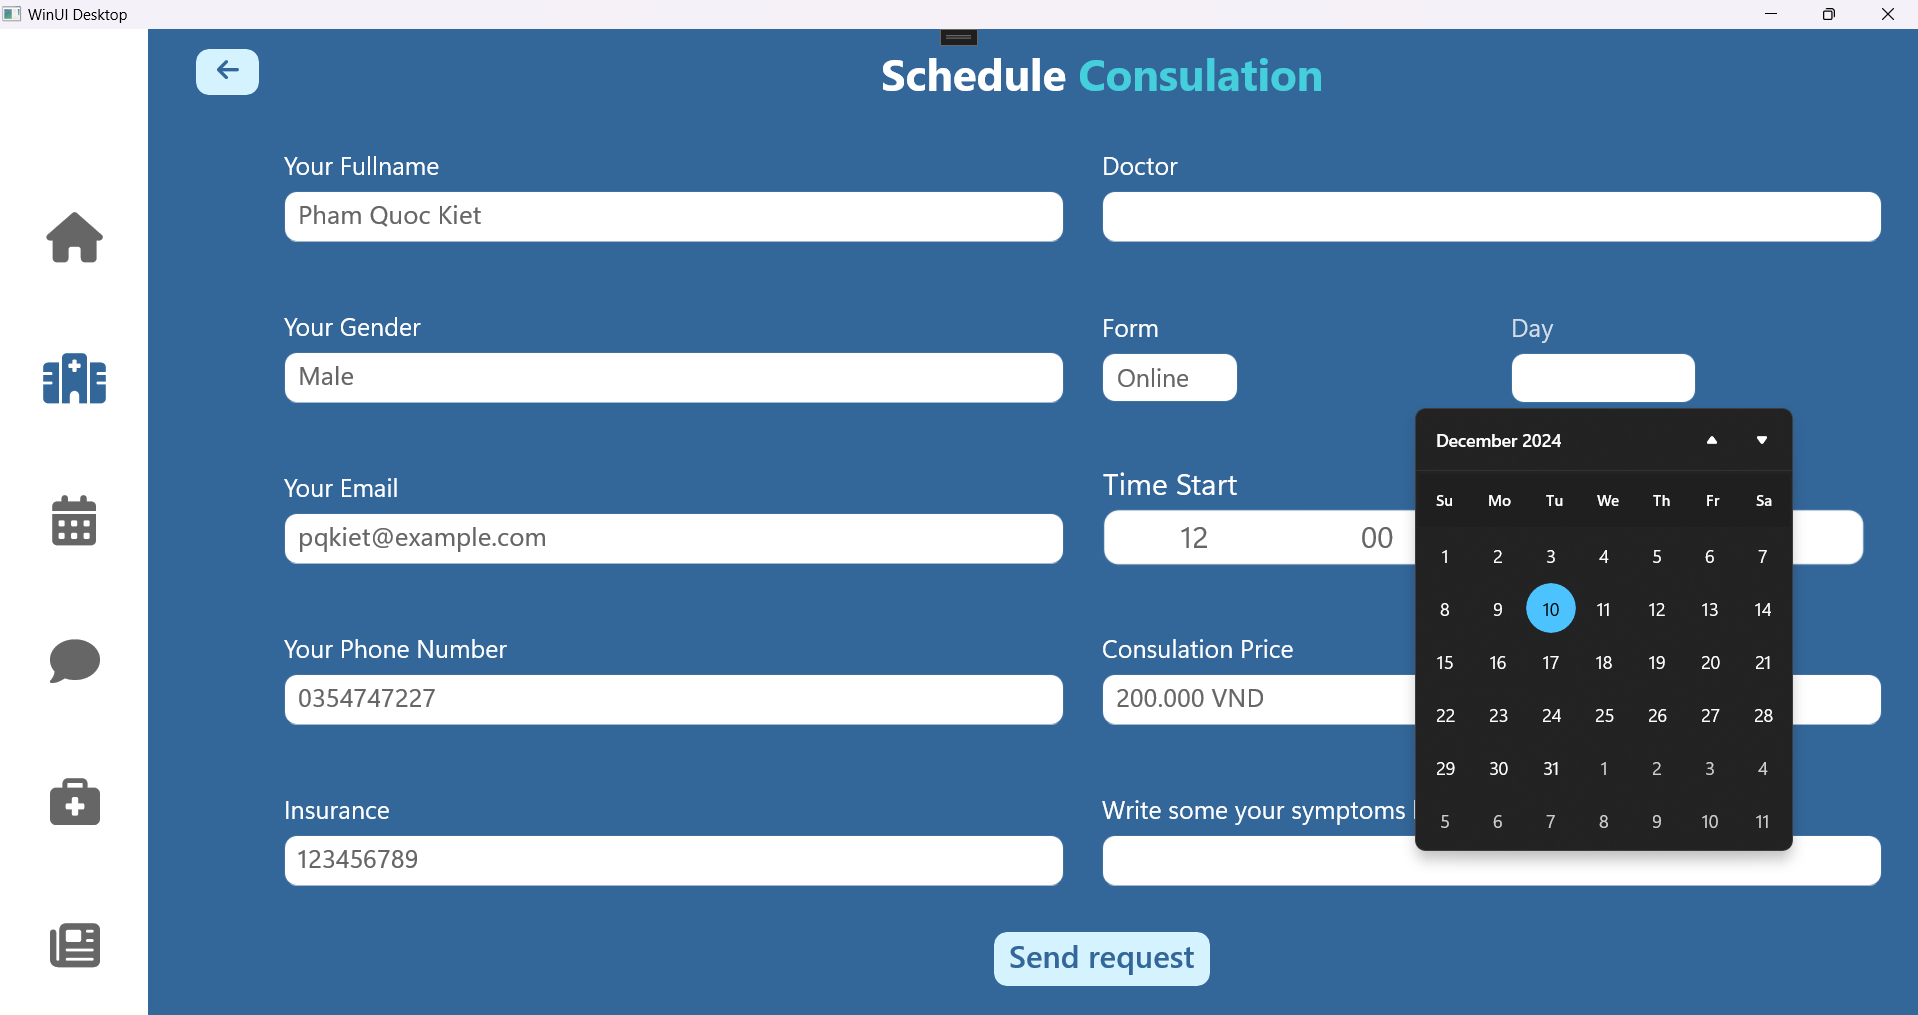 WinUI Desktop
Schedule Consulation
Your Fullname
Pham Quoc Kiet
Doctor
Your Gender
Male
Form
Online
Day
Your Email
pqkiet@example.com
Time Start
12 00
Your Phone Number
0354747227
Consulation Price
200.000 VND
Insurance
123456789
Write some your symptoms
December 2024
Su Mo Tu We Th Fr Sa
1 2 3 4 5 6 7
8 9 10 11 12 13 14
15 16 17 18 19 20 21
22 23 24 25 26 27 28
29 30 31 1 2 3 4
5 6 7 8 9 10 11
Send request